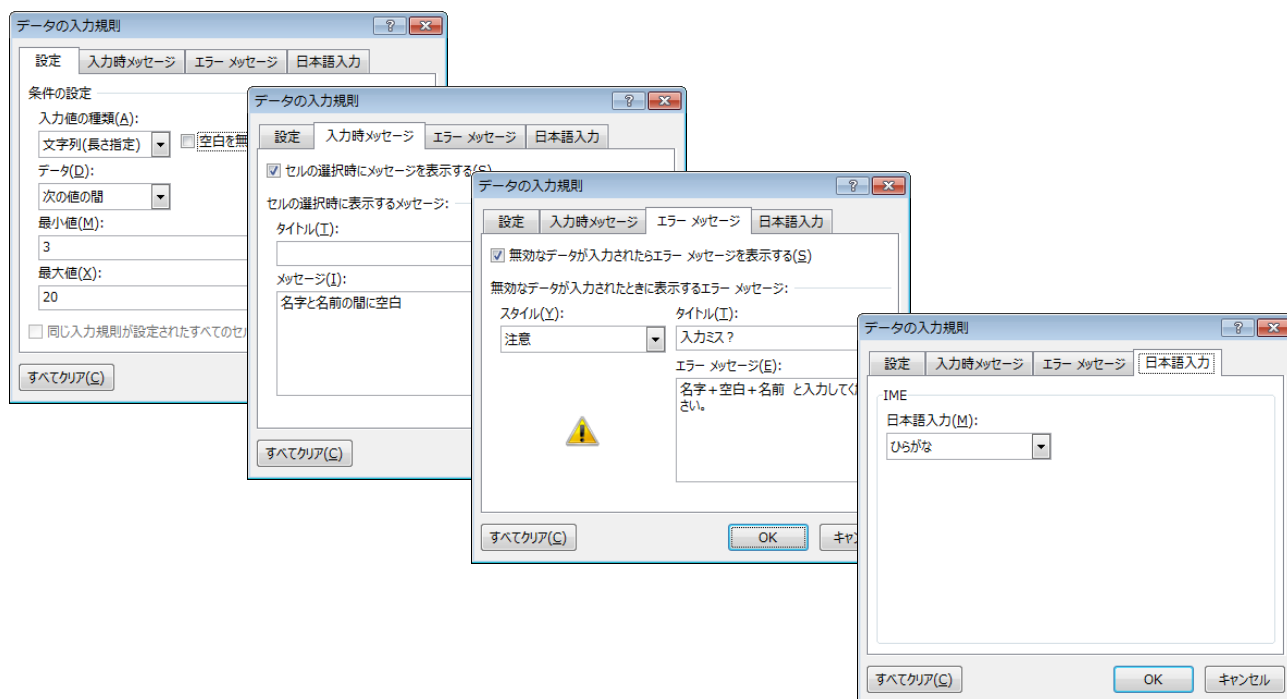 データの入力規則
設定 入力時メッセージ エラー メッセージ 日本語入力
条件の設定
入力値の種類(A):
文字列(長さ指定) 空白を無
データ(D):
次の値の間
最小値(M):
3
最大値(X):
20
同じ入力規則が設定されたすべてのセル
すべてクリア(C)
データの入力規則
設定 入力時メッセージ エラー メッセージ 日本語入力
セルの選択時にメッセージを表示する(S)
セルの選択時に表示するメッセージ:
タイトル(T):
メッセージ(I):
名字と名前の間に空白
すべてクリア(C)
データの入力規則
設定 入力時メッセージ エラー メッセージ 日本語入力
無効なデータが入力されたらエラー メッセージを表示する(S)
無効なデータが入力されたときに表示するエラー メッセージ:
スタイル(Y):
注意
タイトル(T):
入力ミス?
エラー メッセージ(E):
名字+空白+名前 と入力してくだ
さい。
すべてクリア(C) OK キャン
データの入力規則
設定 入力時メッセージ エラー メッセージ 日本語入力
IME
日本語入力(M):
ひらがな
すべてクリア(C) OK キャンセル